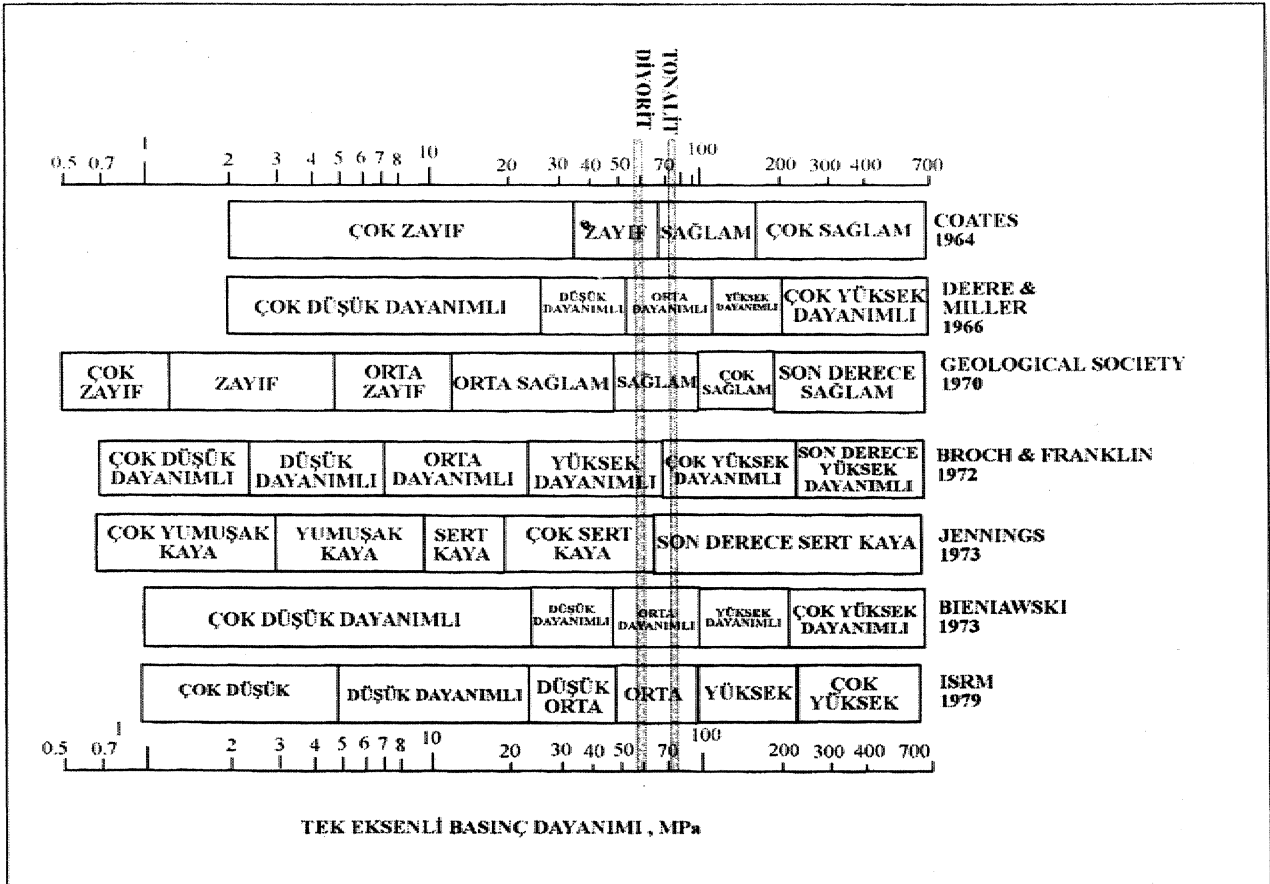 DİYORİT
TONALİT
0.5 0.7 1 2 3 4 5 6 7 8 10 20 30 40 50 70 100 200 300 400 700
ÇOK ZAYIF ZAYIF SAĞLAM ÇOK SAĞLAM
COATES
1964
ÇOK DÜŞÜK DAYANIMLI
DÜŞÜK
DAYANIMLI
ORTA
DAYANIMLI
YÜKSEK
DAYANIMLI
ÇOK YÜKSEK
DAYANIMLI
DEERE &
MILLER
1966
ÇOK
ZAYIF
ZAYIF
ORTA
ZAYIF
ORTA SAĞLAM
SAĞLAM
ÇOK
SAĞLAM
SON DERECE
SAĞLAM
GEOLOGICAL SOCIETY
1970
ÇOK DÜŞÜK
DAYANIMLI
DÜŞÜK
DAYANIMLI
ORTA
DAYANIMLI
YÜKSEK
DAYANIMLI
ÇOK YÜKSEK
DAYANIMLI
SON DERECE
YÜKSEK
DAYANIMLI
BROCH & FRANKLIN
1972
ÇOK YUMUŞAK
KAYA
YUMUŞAK
KAYA
SERT
KAYA
ÇOK SERT
KAYA
SON DERECE SERT KAYA
JENNINGS
1973
ÇOK DÜŞÜK DAYANIMLI
DÜŞÜK
DAYANIMLI
ORTA
DAYANIMLI
YÜKSEK
DAYANIMLI
ÇOK YÜKSEK
DAYANIMLI
BIENIAWSKI
1973
ÇOK DÜŞÜK
DÜŞÜK DAYANIMLI
DÜŞÜK
ORTA
ORTA
YÜKSEK
ÇOK
YÜKSEK
ISRM
1979
0.5 0.7 1 2 3 4 5 6 7 8 10 20 30 40 50 70 100 200 300 400 700
TEK EKSENLİ BASINÇ DAYANIMI , MPa